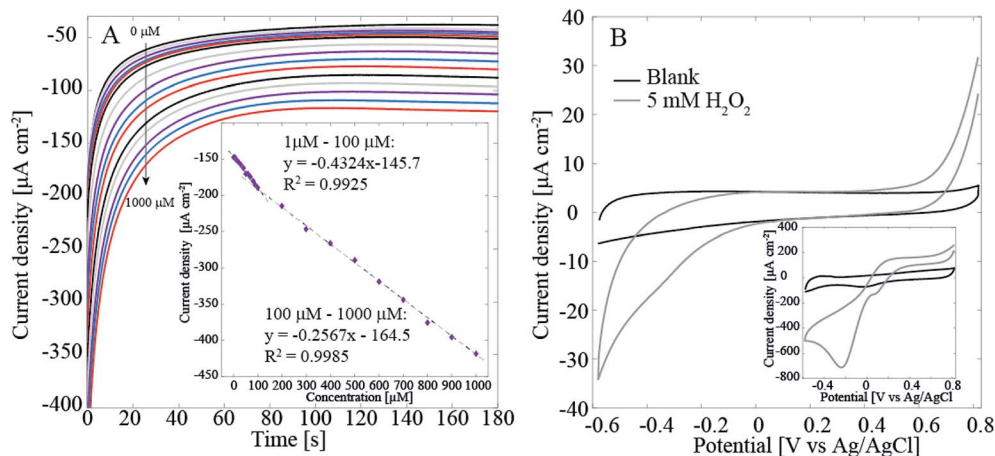 A
0 μM
1000 μM
-50
-100
-150
-200
-250
-300
-350
-400
Current density [μA cm-2]
0 20 40 60 80 100 120 140 160 180
Time [s]
1μM - 100 μM:
y = -0.4324x-145.7
R2 = 0.9925
100 μM - 1000 μM:
y = -0.2567x - 164.5
R2 = 0.9985
-150
-200
-250
-300
-350
-400
-450
Current density [μA cm-2]
0 100 200 300 400 500 600 700 800 900 1000
Concentration [μM]
B
Blank
5 mM H2O2
40
30
20
10
0
-10
-20
-30
-40
Current density [μA cm-2]
-0.6 -0.4 -0.2 0 0.2 0.4 0.6 0.8
Potential [V vs Ag/AgCl]
400
200
0
-200
-400
-600
-800
Current density [μA cm-2]
-0.4 0 0.4 0.8
Potential [V vs Ag/AgCl